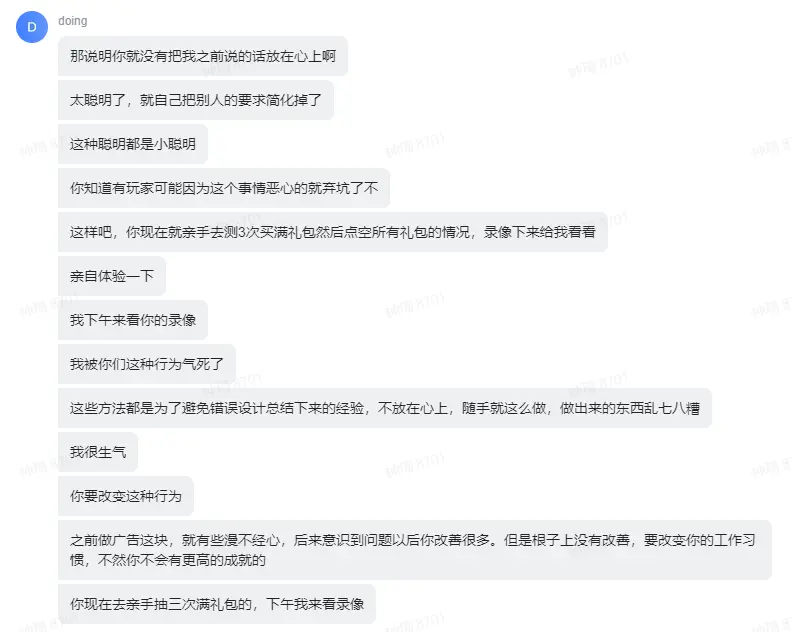 D
doing
那说明你就没有把我之前说的话放在心上啊
太聪明了，就自己把别人的要求简化掉了
这种聪明都是小聪明
你知道有玩家可能因为这个事情恶心的就弃坑了不
这样吧，你现在就亲手去测3次买满礼包然后点空所有礼包的情况，录像下来给我看看
亲自体验一下
我下午来看你的录像
我被你们这种行为气死了
这些方法都是为了避免错误设计总结下来的经验，不放在心上，随手就这么做，做出来的东西乱七八糟
我很生气
你要改变这种行为
之前做广告这块，就有些漫不经心，后来意识到问题以后你改善很多。但是根子上没有改善，要改变你的工作习
惯，不然你不会有更高的成就的
你现在去亲手抽三次满礼包的，下午我来看录像